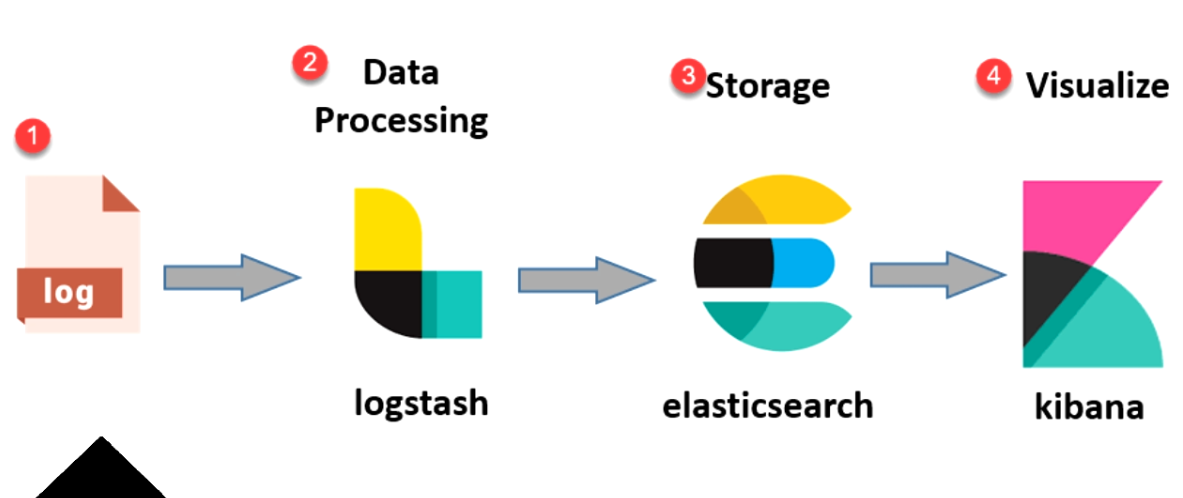 1
2 Data
Processing
3 Storage
4 Visualize
log
logstash
elasticsearch
kibana